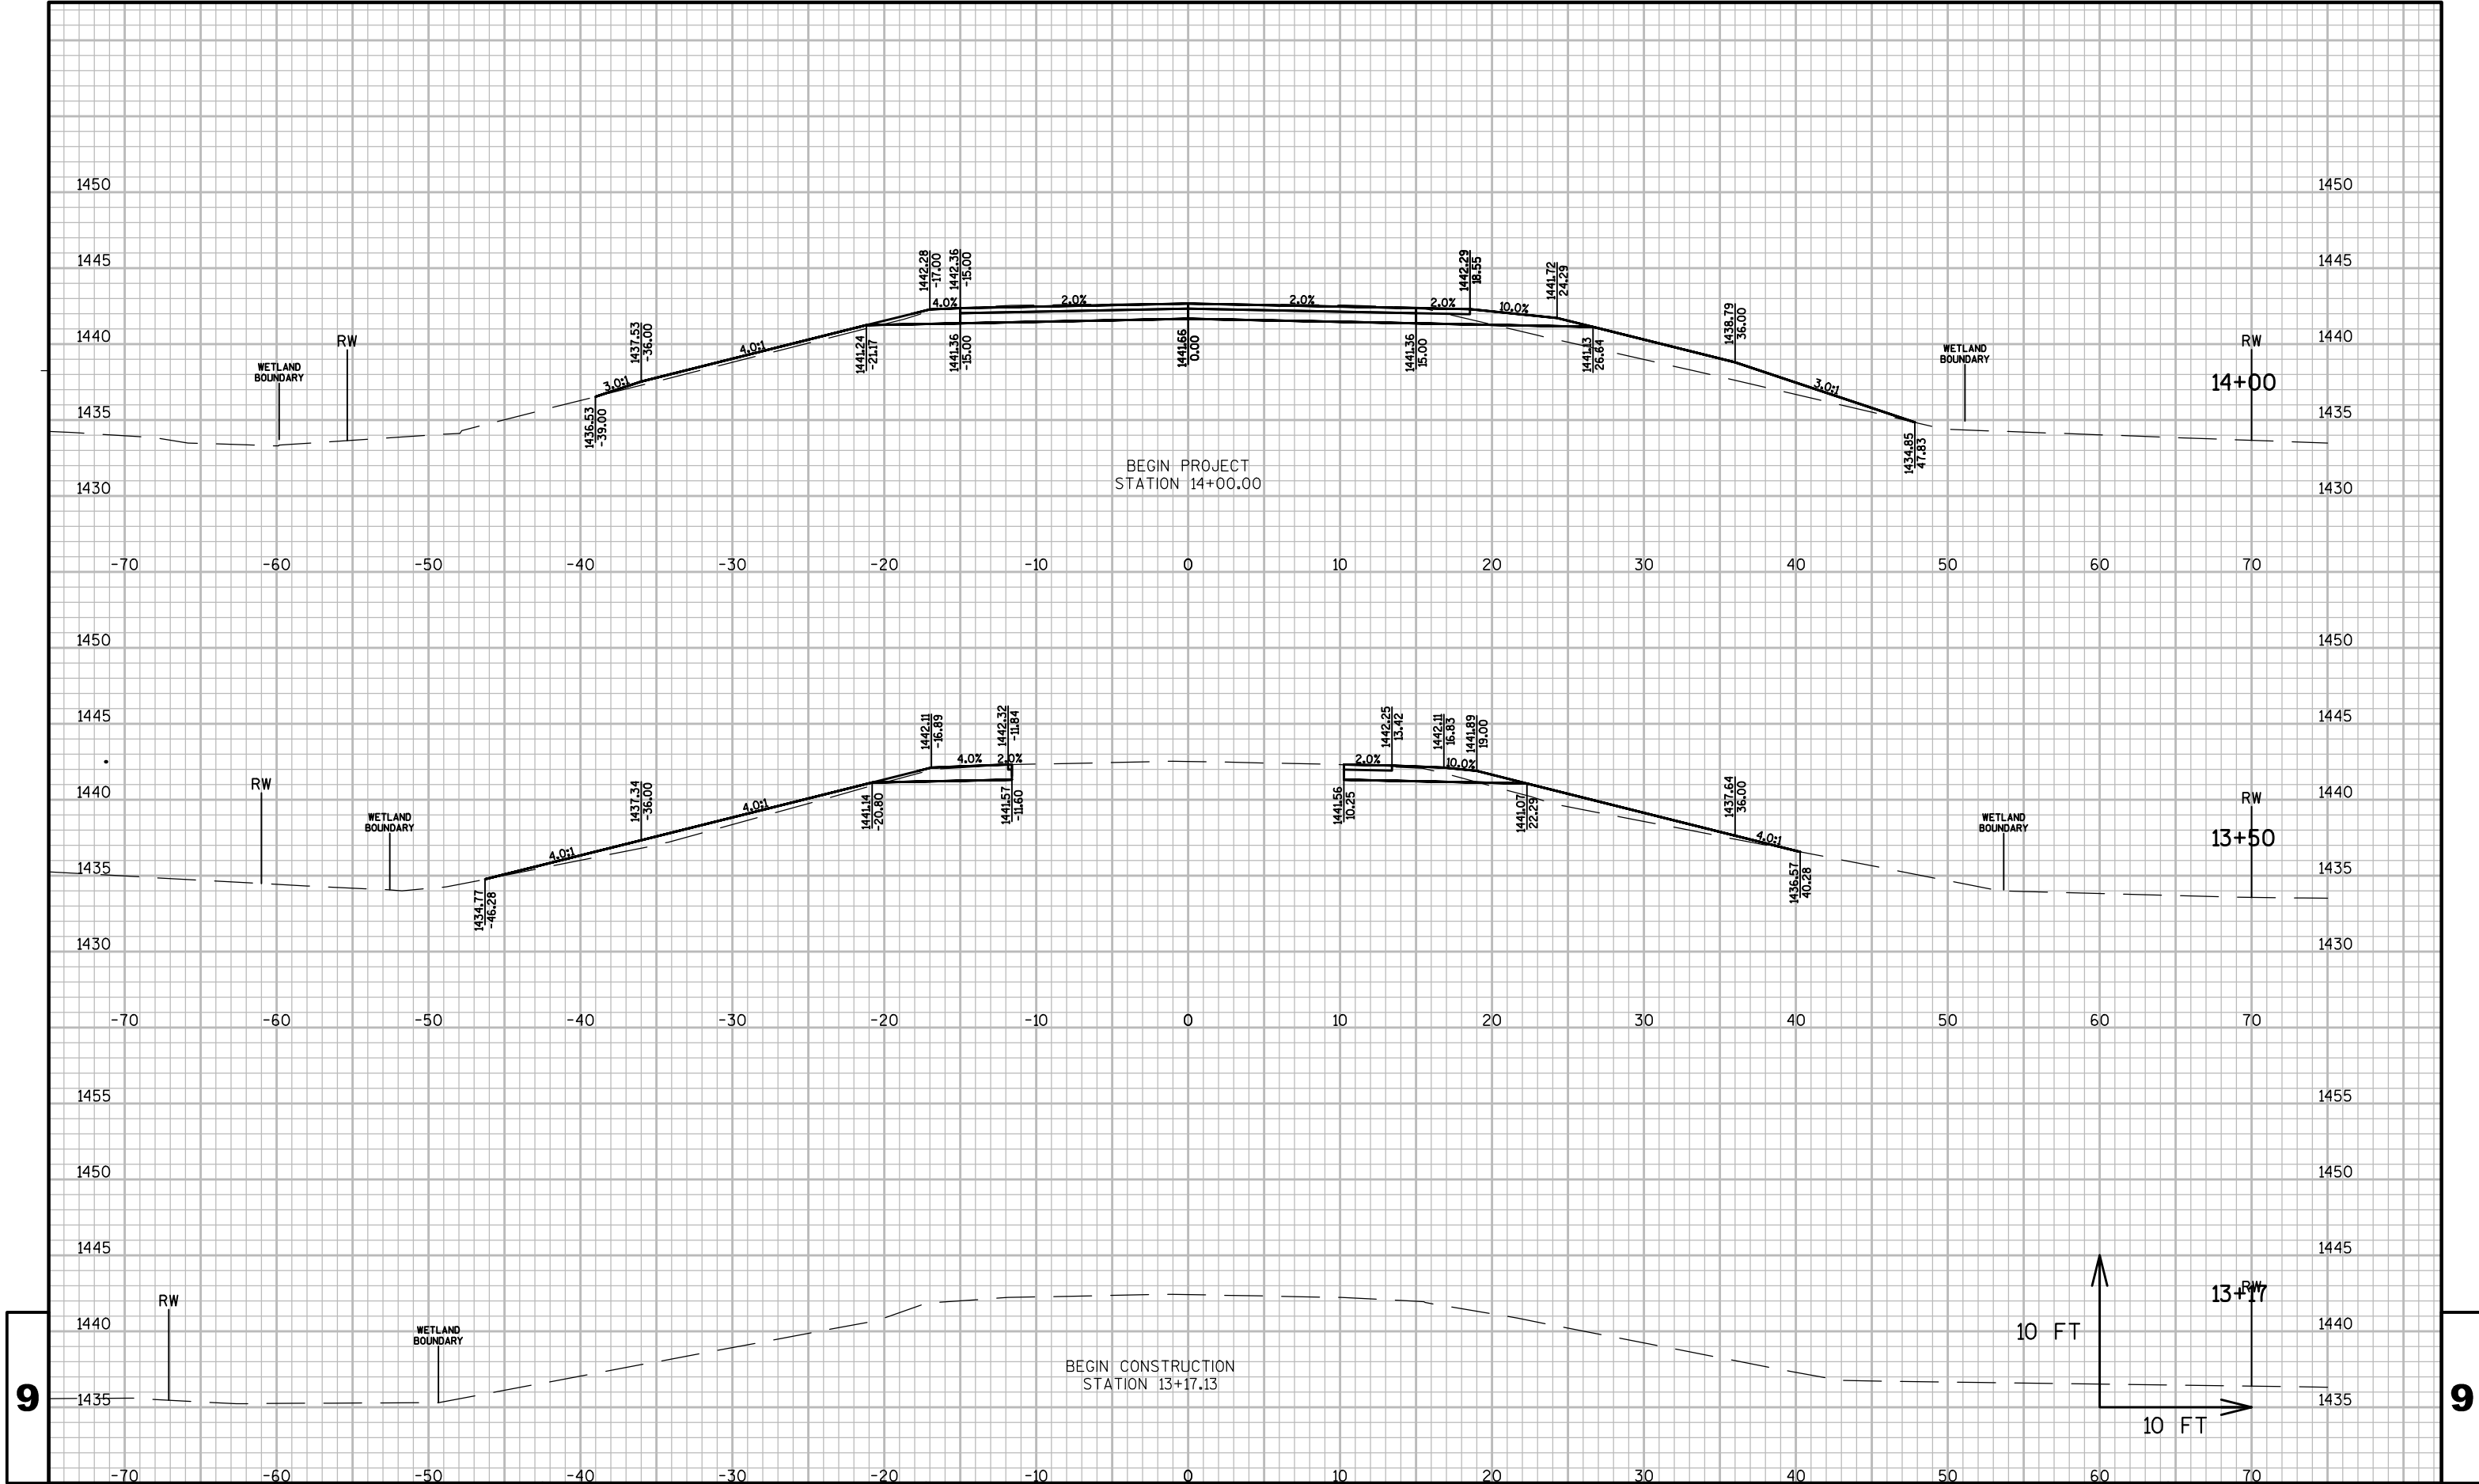 1450 1450
1445 1445
1442.28 -17.00
1442.36 -15.00
1442.29 18.55
1441.72 24.29
4.0% 2.0% 2.0% 2.0% 10.0%
1440 1440
RW RW
WETLAND BOUNDARY
WETLAND BOUNDARY
1437.53 -36.00
4.0:1
3.0:1
1441.24 -21.17
1441.36 -15.00
1441.66 0.00
1441.36 15.00
1441.13 26.64
1438.79 36.00
3.0:1
14+00
1435 1435
1436.53 -39.00
1434.85 47.83
BEGIN PROJECT
STATION 14+00.00
1430 1430
-70 -60 -50 -40 -30 -20 -10 0 10 20 30 40 50 60 70
1450 1450
1445 1445
1442.11 -16.89
1442.32 -11.84
1442.25 13.42
1442.11 16.83
1441.89 19.00
4.0% 2.0% 2.0% 10.0%
RW RW
1440 1440
WETLAND BOUNDARY
WETLAND BOUNDARY
1437.34 -36.00
4.0:1
4.0:1
1441.14 -20.80
1441.57 -11.60
1441.56 10.25
1441.07 22.29
1437.64 36.00
4.0:1
13+50
1435 1435
1434.77 -46.28
1436.57 40.28
1430 1430
-70 -60 -50 -40 -30 -20 -10 0 10 20 30 40 50 60 70
1455 1455
1450 1450
1445 1445
RW RW
13+17
1440 1440
WETLAND BOUNDARY
10 FT
BEGIN CONSTRUCTION
STATION 13+17.13
9 1435 1435 9
10 FT
-70 -60 -50 -40 -30 -20 -10 0 10 20 30 40 50 60 70